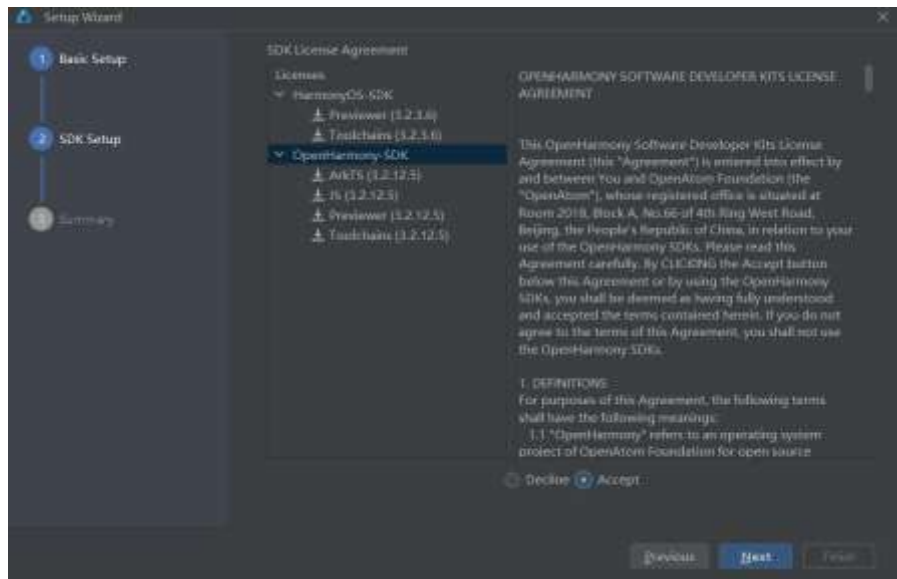 Setup Wizard
1 Basic Setup
2 SDK Setup
Summary
SDK License Agreement
Licenses
HarmonyOS-SDK
Previewer (3.2.3.6)
Toolchains (3.2.3.6)
OpenHarmony-SDK
ArkTS (3.2.12.5)
JS (3.2.12.5)
Previewer (3.2.12.5)
Toolchains (3.2.12.5)
OPENHARMONY SOFTWARE DEVELOPER KITS LICENSE
AGREEMENT
This OpenHarmony Software Developer Kits License
Agreement (this "Agreement") is entered into effect by
and between You and OpenAtom Foundation (the
"OpenAtom"), whose registered office is situated at
Room 2018, Block A, No.66 of 4th Ring West Road,
Beijing, the People's Republic of China, in relation to your
use of the OpenHarmony SDKs. Please read this
Agreement carefully. By CLICKING the Accept button
below this Agreement or by using the OpenHarmony
SDKs, you shall be deemed as having fully understood
and accepted the terms contained herein. If you do not
agree to the terms of this Agreement, you shall not use
the OpenHarmony SDKs.
1. DEFINITIONS
For purposes of this Agreement, the following terms
shall have the following meanings:
1.1 "OpenHarmony" refers to an operating system
project of OpenAtom Foundation for open source
Decline Accept
Previous Next Finish